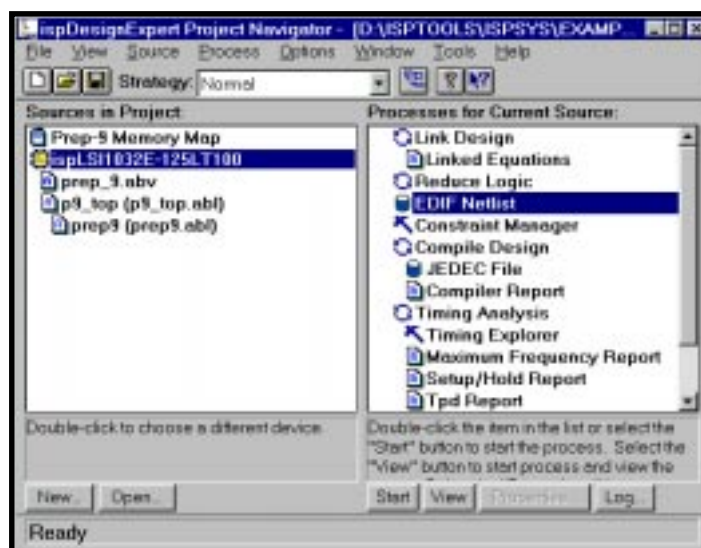 ispDesignExpert Project Navigator - [D:\ISPTOOLS\ISPSYS\EXAMP...
File View Source Process Options Window Tools Help
Strategy: Normal
Sources in Project:
Prep-9 Memory Map
ispLSI1032E-125LT100
prep_9.abv
p9_top (p9_top.abl)
prep9 (prep9.abl)
Double-click to choose a different device.
New... Open...
Processes for Current Source:
Link Design
Linked Equations
Reduce Logic
EDIF Netlist
Constraint Manager
Compile Design
JEDEC File
Compiler Report
Timing Analysis
Timing Explorer
Maximum Frequency Report
Setup/Hold Report
Tpd Report
Double-click the item in the list or select the
"Start" button to start the process. Select the
"View" button to start process and view the
Start View Properties... Log...
Ready